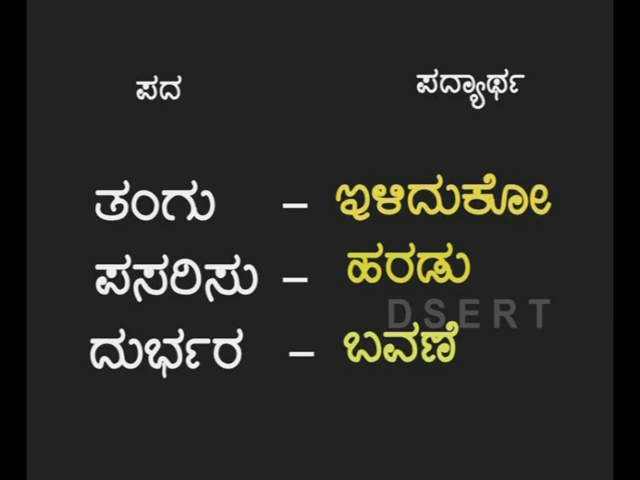 ಪದ ಪದ್ಯಾರ್ಥ
ತಂಗು – ಇಳಿದುಕೋ
ಪಸರಿಸು – ಹರಡು
DSERT
ದುರ್ಭರ – ಬವಣೆ